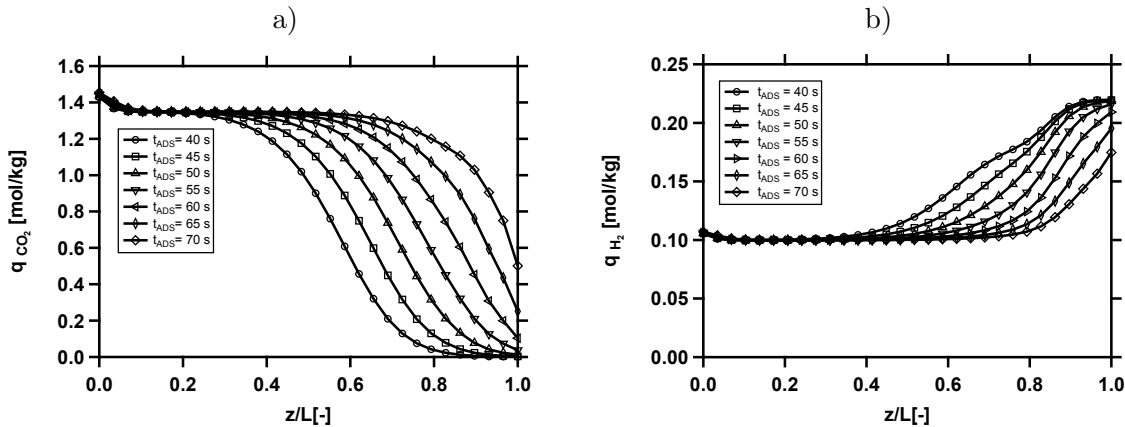 a)
1.6
1.4
1.2
1.0
0.8
0.6
0.4
0.2
0.0
q CO2 [mol/kg]
tADS= 40 s
tADS= 45 s
tADS= 50 s
tADS= 55 s
tADS= 60 s
tADS= 65 s
tADS= 70 s
0.0 0.2 0.4 0.6 0.8 1.0
z/L[-]
b)
0.25
0.20
0.15
0.10
0.05
0.00
q H2 [mol/kg]
tADS= 40 s
tADS= 45 s
tADS= 50 s
tADS= 55 s
tADS= 60 s
tADS= 65 s
tADS= 70 s
0.0 0.2 0.4 0.6 0.8 1.0
z/L[-]